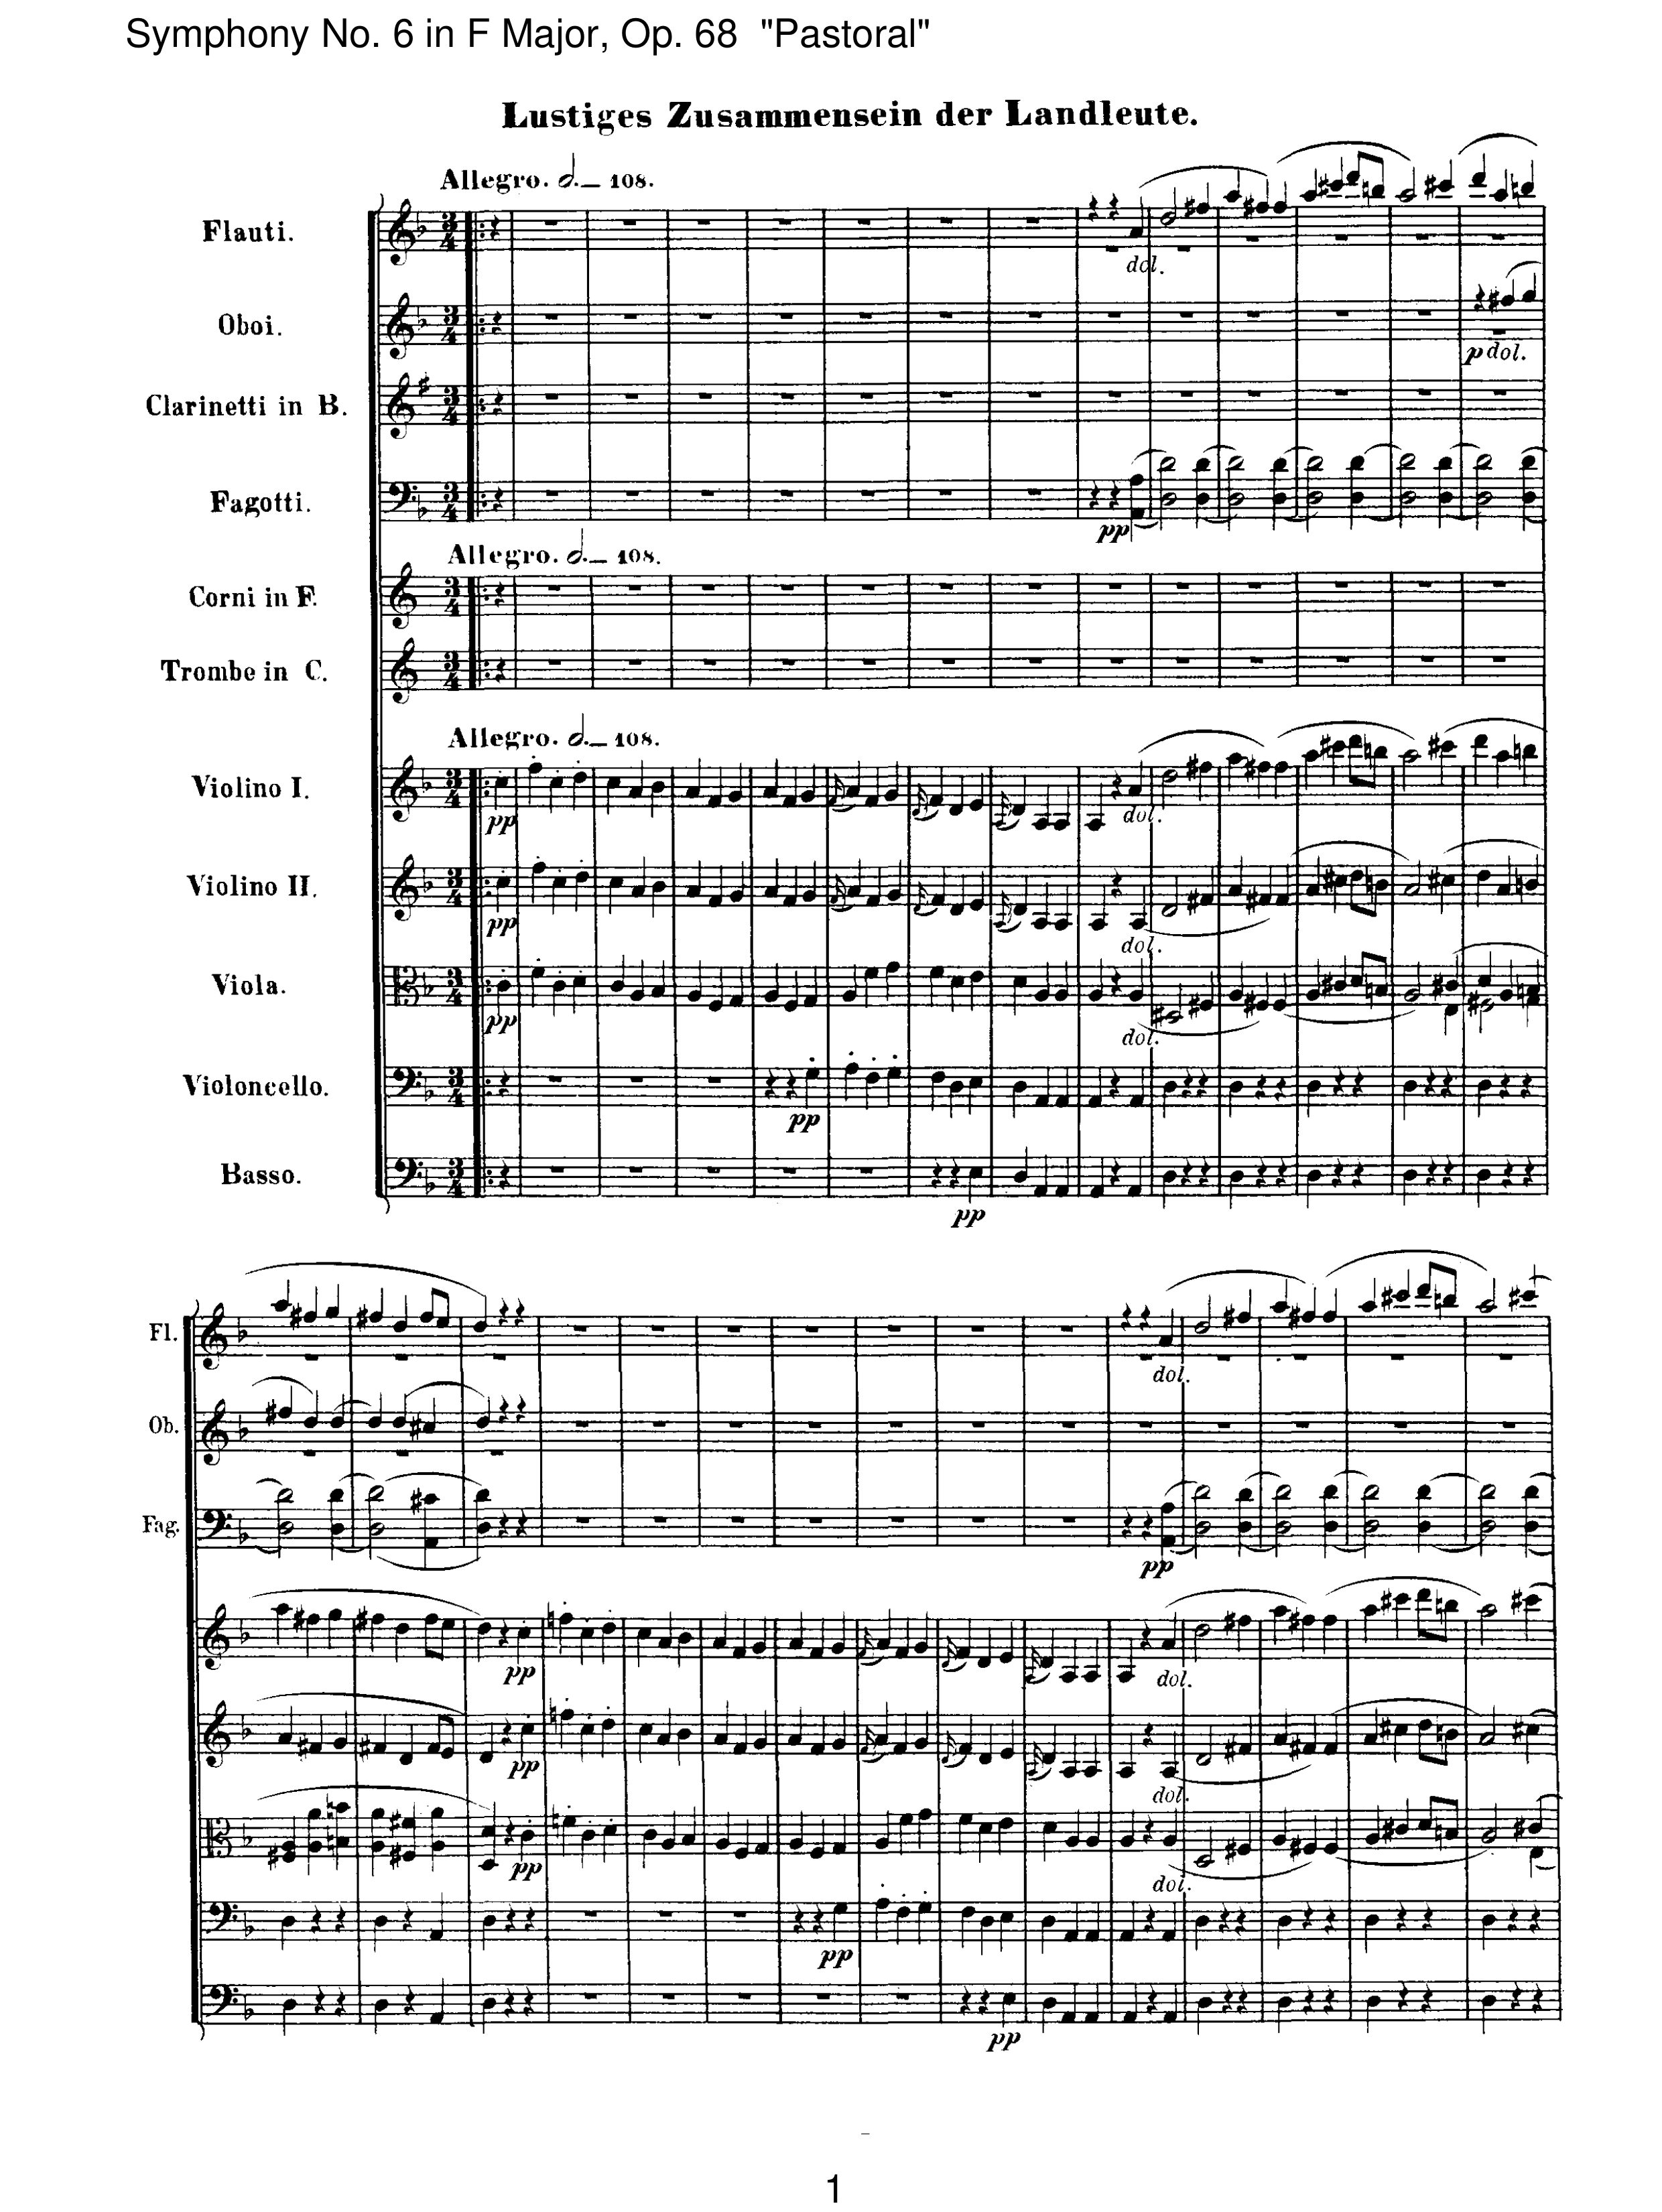 Symphony No. 6 in F Major, Op. 68 "Pastoral"
Lustiges Zusammensein der Landleute.
Allegro. 𝅗𝅥. — 108.
Flauti.
dol.
Oboi.
p dol.
Clarinetti in B.
Fagotti.
pp
Allegro. 𝅗𝅥. — 108.
Corni in F.
Trombe in C.
Allegro. 𝅗𝅥. — 108.
Violino I.
pp
dol.
Violino II.
pp
dol.
Viola.
pp
dol.
Violoncello.
pp
Basso.
pp
Fl.
dol.
Ob.
Fag.
pp
pp
dol.
pp
dol.
pp
dol.
pp
pp
1